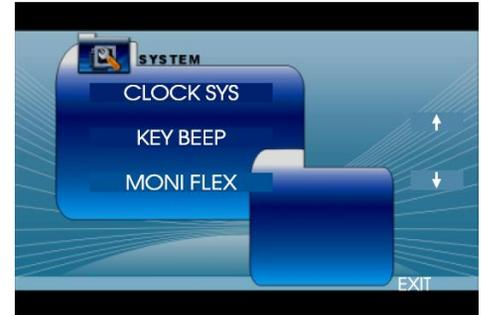 SYSTEM
CLOCK SYS
KEY BEEP
MONI FLEX
EXIT